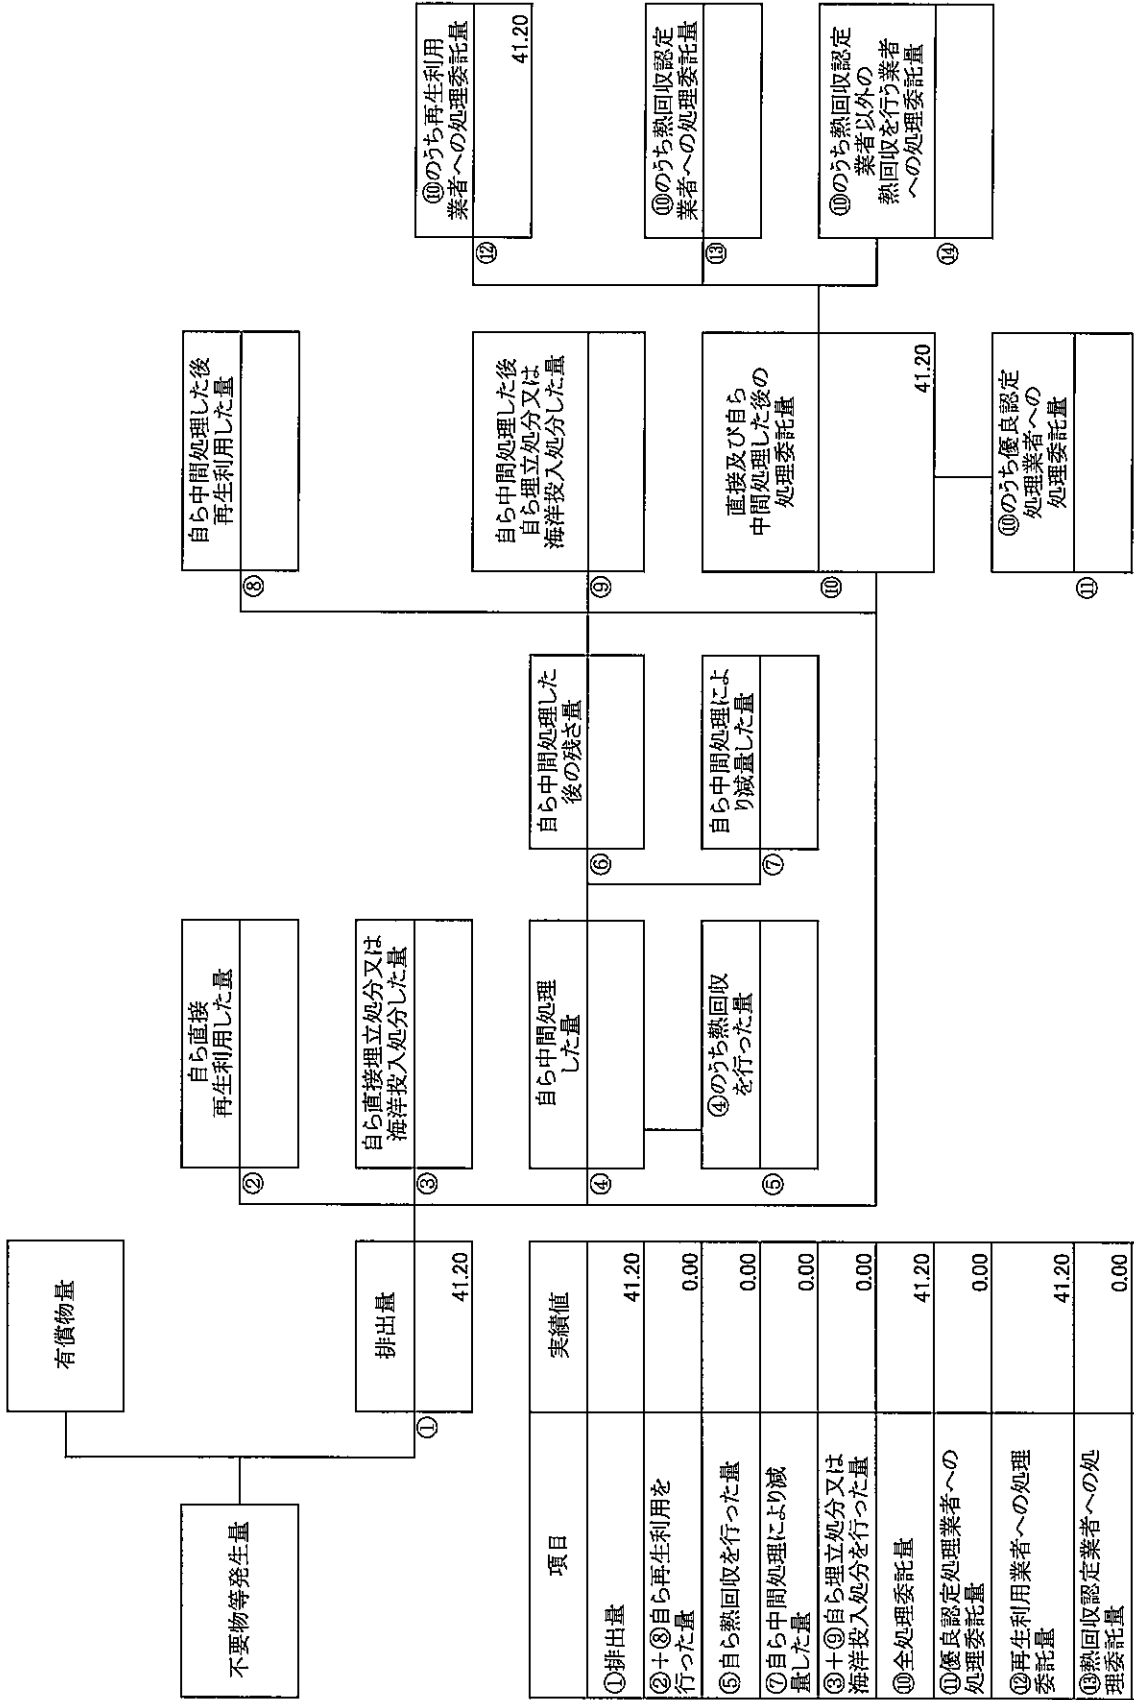 不要物等発生量
有償物量
①
排出量
41.20
②
自ら直接
再生利用した量
③
自ら直接埋立処分又は
海洋投入処分した量
④
自ら中間処理
した量
⑤
④のうち熱回収
を行った量
⑥
自ら中間処理した
後の残さ量
⑦
自ら中間処理によ
り減量した量
⑧
自ら中間処理した後
再生利用した量
⑨
自ら中間処理した後
自ら埋立処分又は
海洋投入処分した量
⑩
直接及び自ら
中間処理した後の
処理委託量
41.20
⑪
⑩のうち優良認定
処理業者への
処理委託量
⑫
⑩のうち再生利用
業者への処理委託量
41.20
⑬
⑩のうち熱回収認定
業者への処理委託量
⑭
⑩のうち熱回収認定
業者以外の
熱回収を行う業者
への処理委託量
項目 実績値
①排出量 41.20
②＋⑧自ら再生利用を
行った量 0.00
⑤自ら熱回収を行った量 0.00
⑦自ら中間処理により減
量した量 0.00
③＋⑨自ら埋立処分又は
海洋投入処分を行った量 0.00
⑩全処理委託量 41.20
⑪優良認定処理業者への
処理委託量 0.00
⑫再生利用業者への処理
委託量 41.20
⑬熱回収認定業者への処
理委託量 0.00